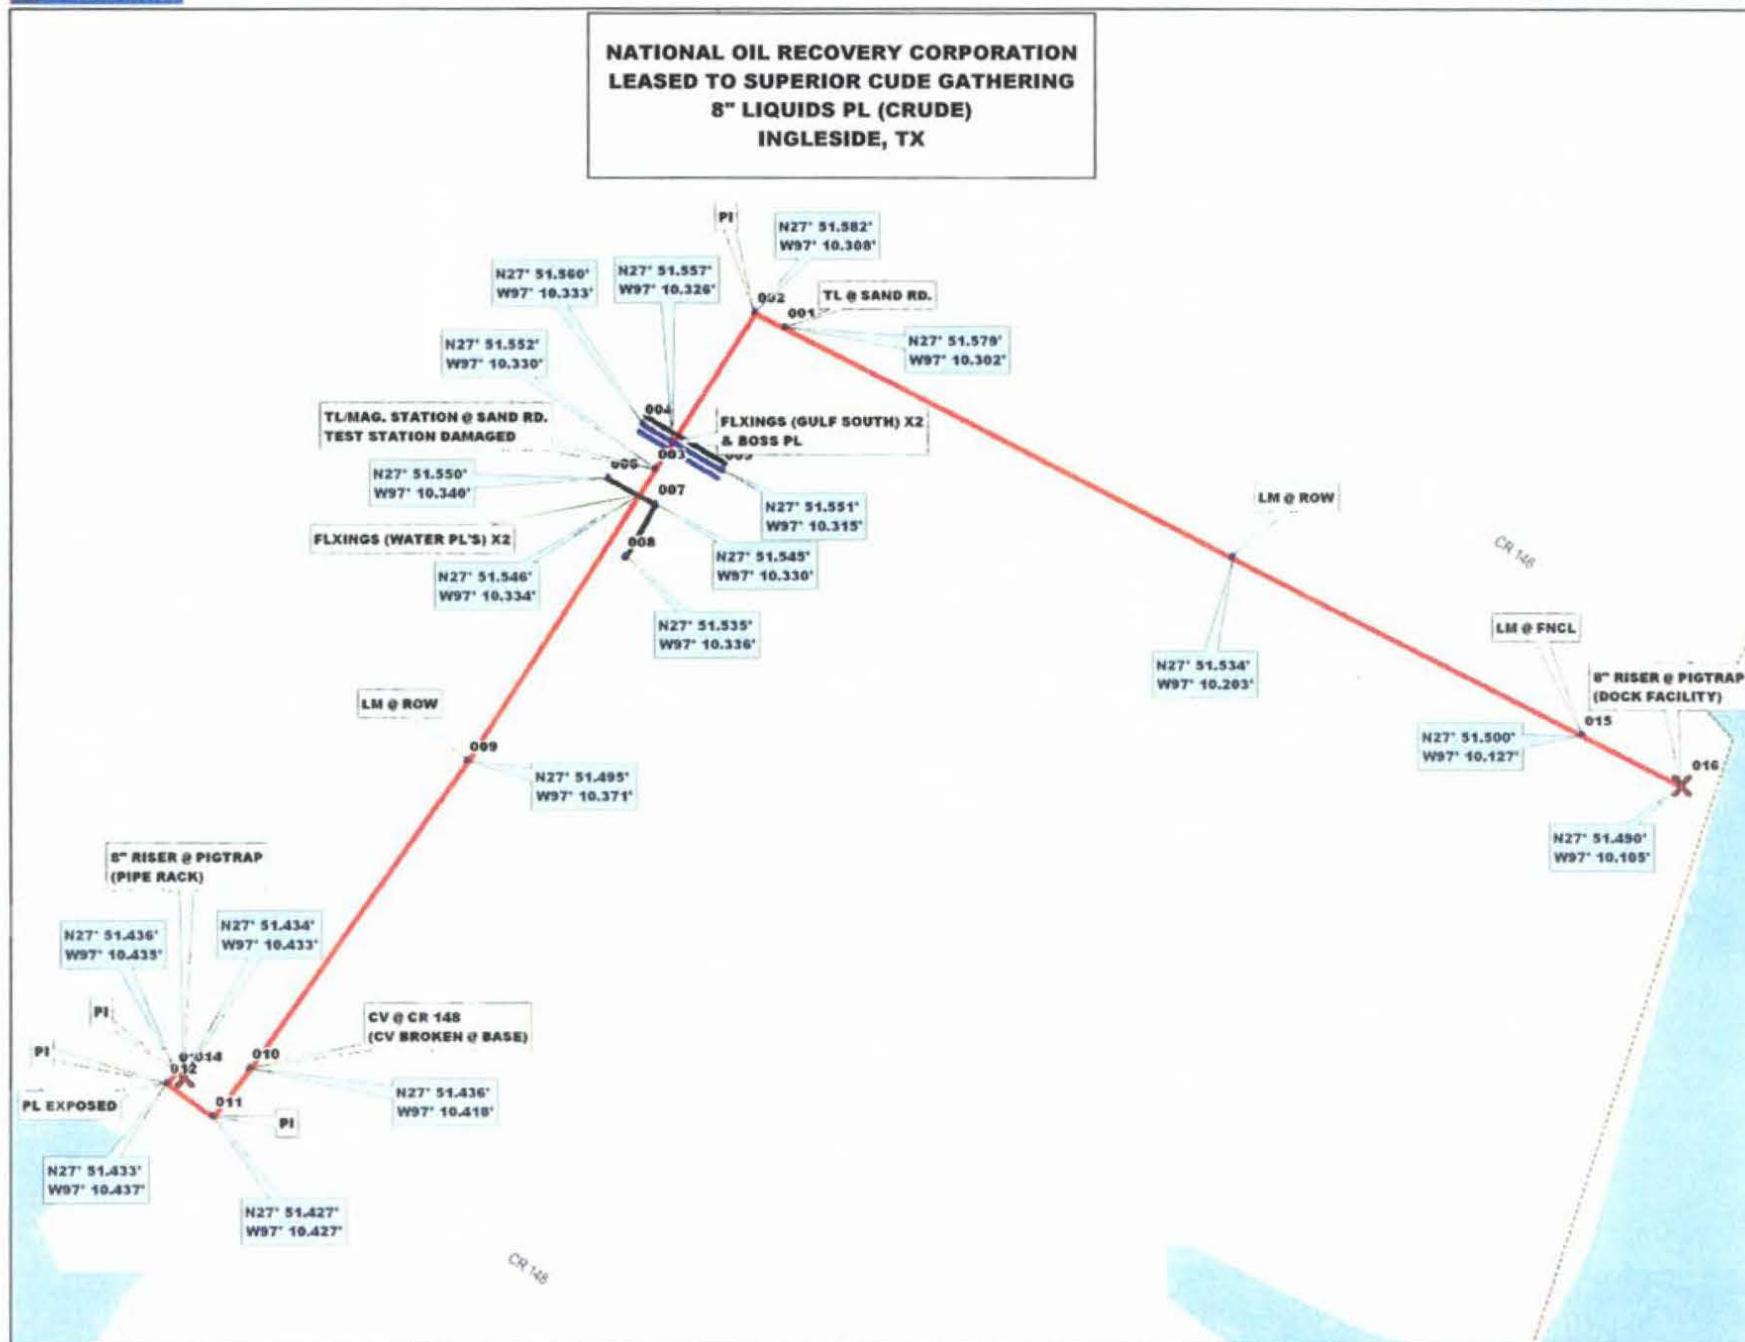 NATIONAL OIL RECOVERY CORPORATION
LEASED TO SUPERIOR CUDE GATHERING
8" LIQUIDS PL (CRUDE)
INGLESIDE, TX
PI
N27° 51.582'
W97° 10.308'
N27° 51.560'
W97° 10.333'
N27° 51.557'
W97° 10.326'
002
001
TL @ SAND RD.
N27° 51.579'
W97° 10.302'
N27° 51.552'
W97° 10.330'
TL/MAG. STATION @ SAND RD.
TEST STATION DAMAGED
004
FLXINGS (GULF SOUTH) X2
& BOSS PL
003
005
006
N27° 51.550'
W97° 10.340'
007
N27° 51.551'
W97° 10.315'
FLXINGS (WATER PL'S) X2
008
N27° 51.545'
W97° 10.330'
N27° 51.546'
W97° 10.334'
N27° 51.535'
W97° 10.336'
LM @ ROW
CR 148
N27° 51.534'
W97° 10.203'
LM @ FNCL
8" RISER @ PIGTRAP
(DOCK FACILITY)
015
N27° 51.500'
W97° 10.127'
016
N27° 51.490'
W97° 10.105'
LM @ ROW
009
N27° 51.495'
W97° 10.371'
8" RISER @ PIGTRAP
(PIPE RACK)
N27° 51.436'
W97° 10.435'
N27° 51.434'
W97° 10.433'
PI
PI
014
012
010
CV @ CR 148
(CV BROKEN @ BASE)
N27° 51.436'
W97° 10.418'
PL EXPOSED
011
PI
N27° 51.433'
W97° 10.437'
N27° 51.427'
W97° 10.427'
CR 148